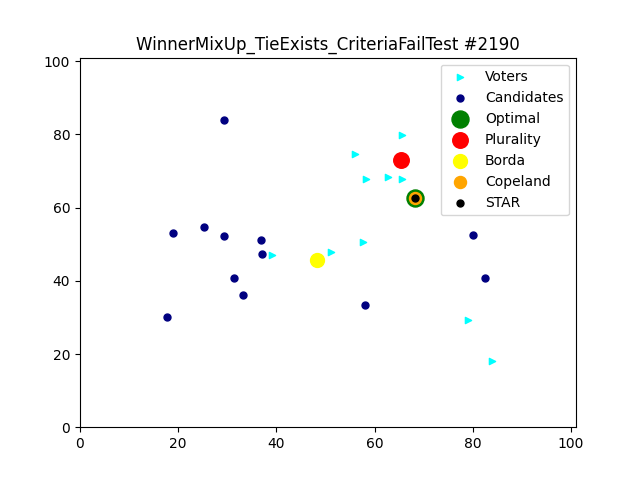 WinnerMixUp_TieExists_CriteriaFailTest #2190
Voters
Candidates
Optimal
Plurality
Borda
Copeland
STAR
100
80
60
40
20
0
0 20 40 60 80 100